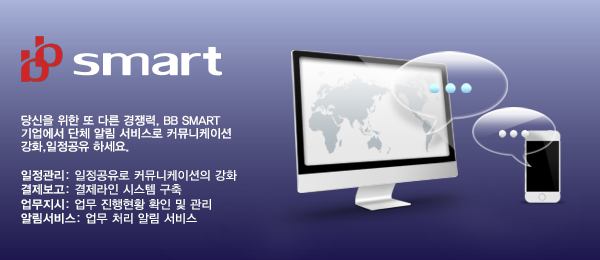 bb smart
당신을 위한 또 다른 경쟁력, BB SMART
기업에서 단체 알림 서비스로 커뮤니케이션
강화,일정공유 하세요.
일정관리: 일정공유로 커뮤니케이션의 강화
결제보고: 결제라인 시스템 구축
업무지시: 업무 진행현황 확인 및 관리
알림서비스: 업무 처리 알림 서비스